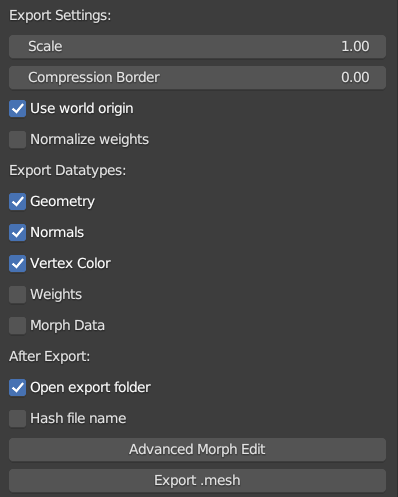 Export Settings:
Scale 1.00
Compression Border 0.00
Use world origin
Normalize weights
Export Datatypes:
Geometry
Normals
Vertex Color
Weights
Morph Data
After Export:
Open export folder
Hash file name
Advanced Morph Edit
Export .mesh